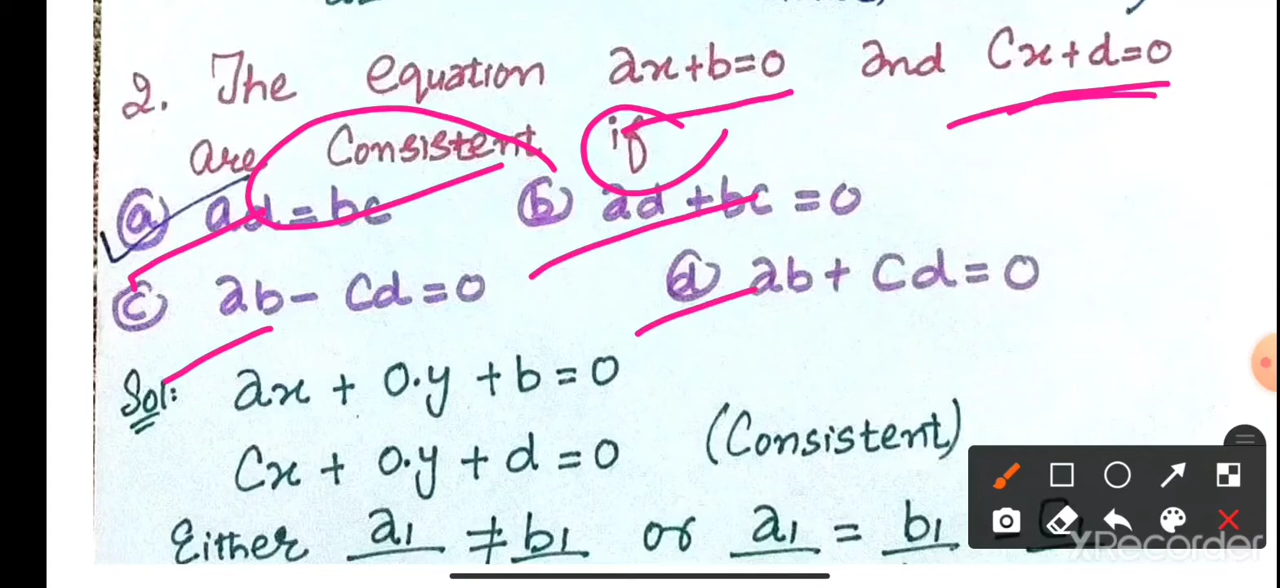 2. The equation ax+b=0 and Cx+d=0
are Consistent if
(a) ad=bc (b) ad+bc=0
(c) ab-Cd=0 (d) ab+Cd=0
Sol: ax + 0.y + b = 0
Cx + 0.y + d = 0 (Consistent)
Either a1 ≠ b1 or a1 = b1
XRecorder